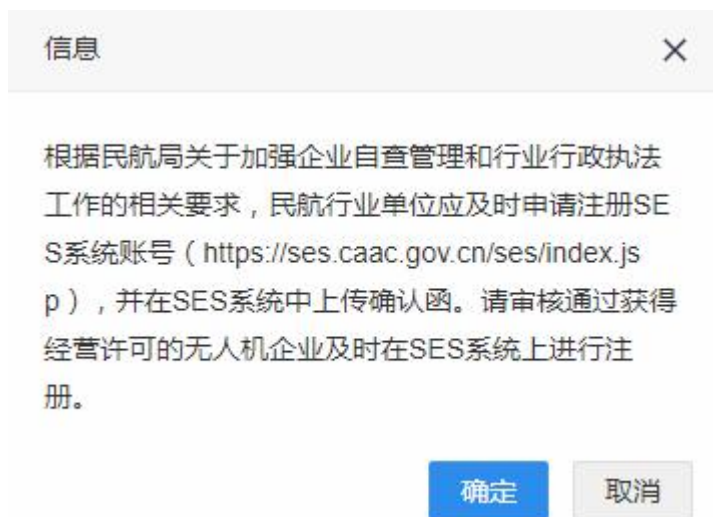 信息
根据民航局关于加强企业自查管理和行业行政执法
工作的相关要求，民航行业单位应及时申请注册SE
S系统账号（https://ses.caac.gov.cn/ses/index.js
p），并在SES系统中上传确认函。请审核通过获得
经营许可的无人机企业及时在SES系统上进行注
册。
确定 取消